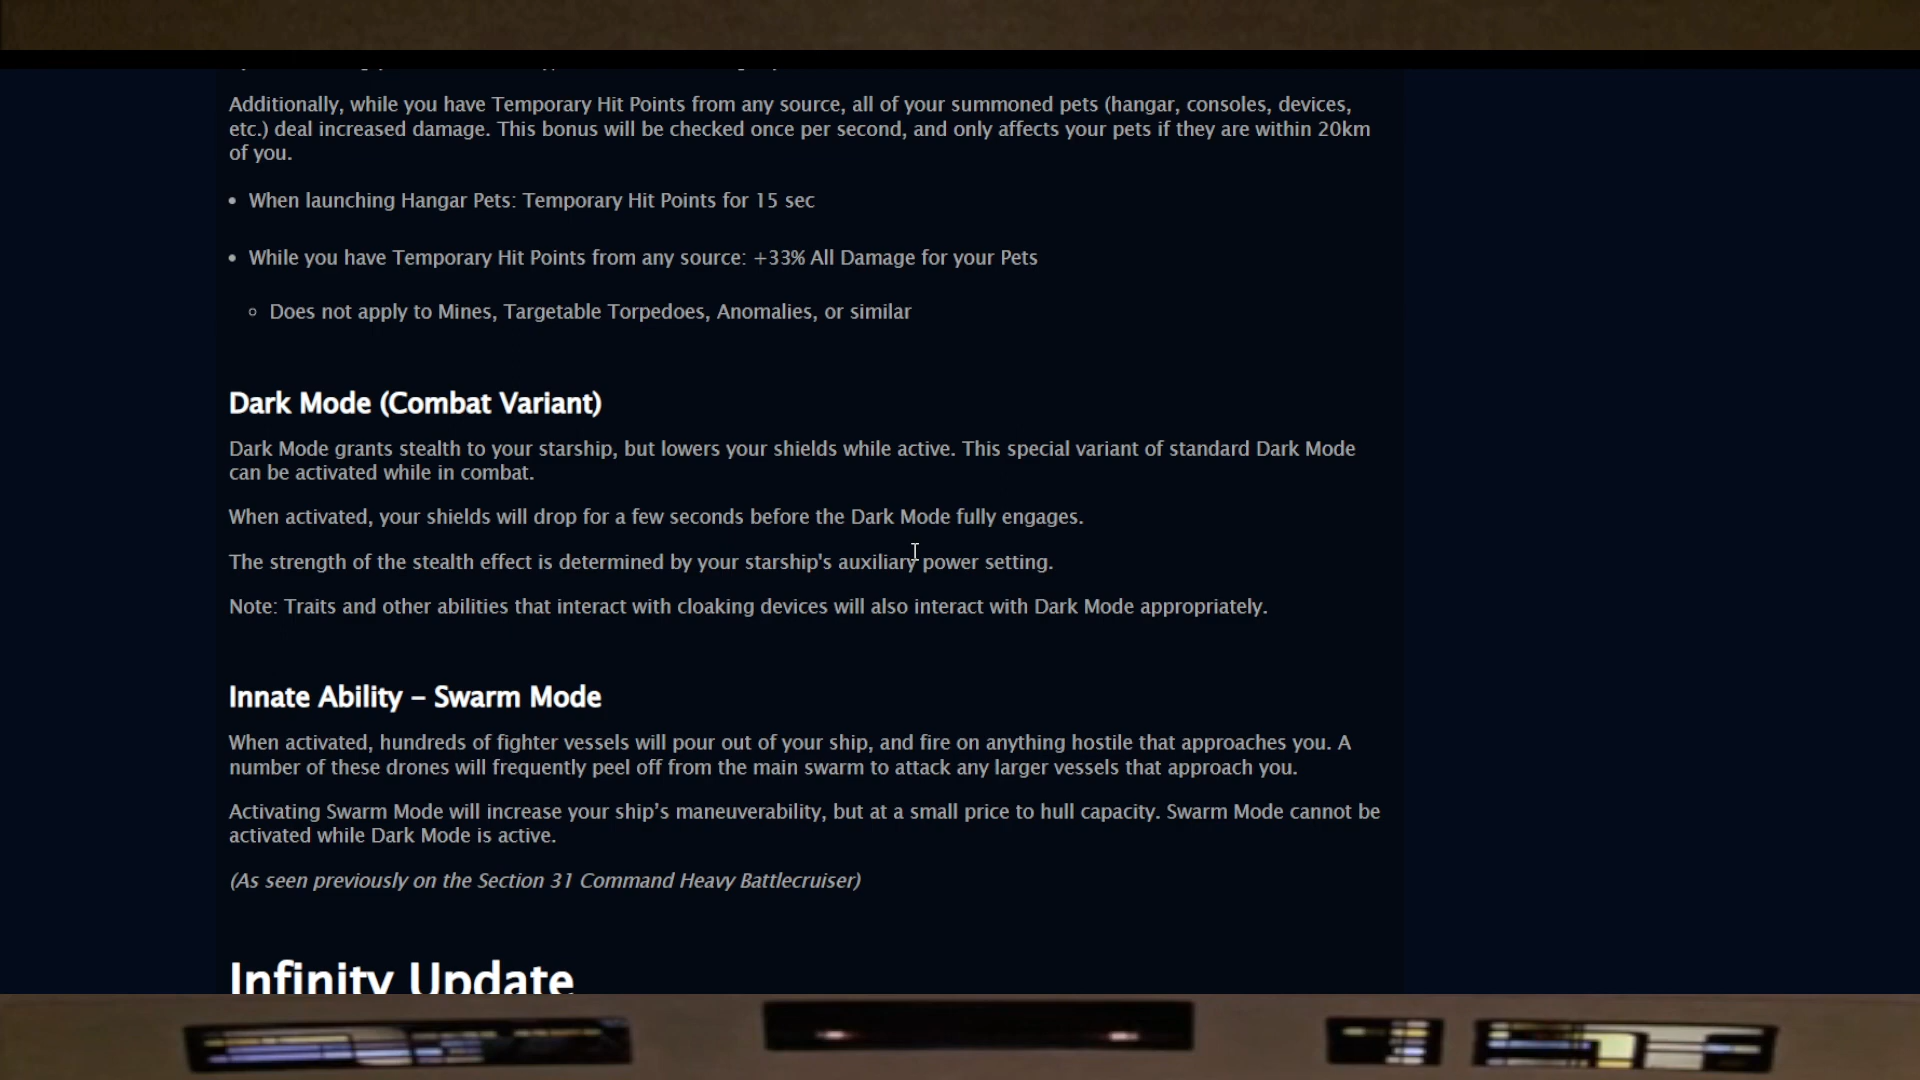 Additionally, while you have Temporary Hit Points from any source, all of your summoned pets (hangar, consoles, devices,
etc.) deal increased damage. This bonus will be checked once per second, and only affects your pets if they are within 20km
of you.
• When launching Hangar Pets: Temporary Hit Points for 15 sec
• While you have Temporary Hit Points from any source: +33% All Damage for your Pets
◦ Does not apply to Mines, Targetable Torpedoes, Anomalies, or similar
Dark Mode (Combat Variant)
Dark Mode grants stealth to your starship, but lowers your shields while active. This special variant of standard Dark Mode
can be activated while in combat.
When activated, your shields will drop for a few seconds before the Dark Mode fully engages.
The strength of the stealth effect is determined by your starship's auxiliary power setting.
Note: Traits and other abilities that interact with cloaking devices will also interact with Dark Mode appropriately.
Innate Ability – Swarm Mode
When activated, hundreds of fighter vessels will pour out of your ship, and fire on anything hostile that approaches you. A
number of these drones will frequently peel off from the main swarm to attack any larger vessels that approach you.
Activating Swarm Mode will increase your ship’s maneuverability, but at a small price to hull capacity. Swarm Mode cannot be
activated while Dark Mode is active.
(As seen previously on the Section 31 Command Heavy Battlecruiser)
Infinity Update